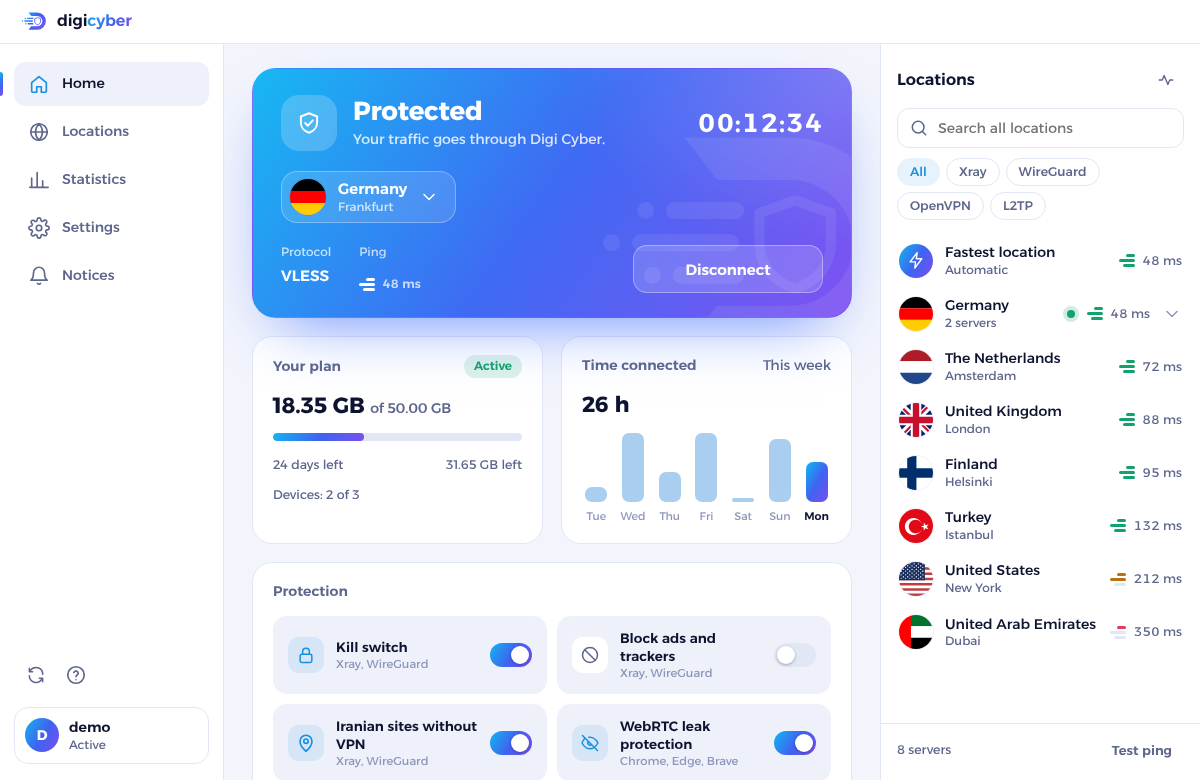 digicyber
Home
Locations
Statistics
Settings
Notices
D
demo
Active
Protected
Your traffic goes through Digi Cyber.
00:12:34
Germany
Frankfurt
Protocol
Ping
VLESS
48 ms
Disconnect
Your plan
Active
18.35 GB of 50.00 GB
24 days left
31.65 GB left
Devices: 2 of 3
Time connected
This week
26 h
Tue
Wed
Thu
Fri
Sat
Sun
Mon
Protection
Kill switch
Xray, WireGuard
Block ads and
trackers
Xray, WireGuard
Iranian sites without
VPN
Xray, WireGuard
WebRTC leak
protection
Chrome, Edge, Brave
Locations
Search all locations
All
Xray
WireGuard
OpenVPN
L2TP
Fastest location
Automatic
48 ms
Germany
2 servers
48 ms
The Netherlands
Amsterdam
72 ms
United Kingdom
London
88 ms
Finland
Helsinki
95 ms
Turkey
Istanbul
132 ms
United States
New York
212 ms
United Arab Emirates
Dubai
350 ms
8 servers
Test ping